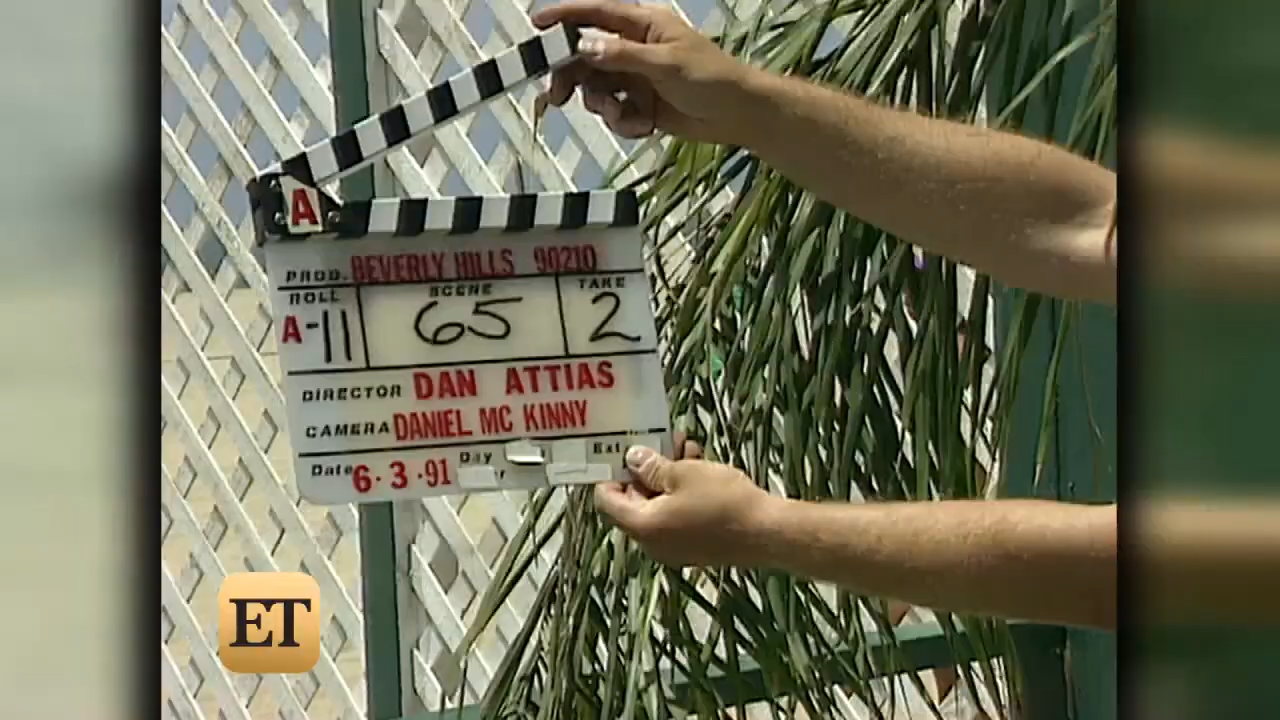 A
PROD. BEVERLY HILLS 90210
ROLL SCENE TAKE
A-11 65 2
DIRECTOR DAN ATTIAS
CAMERA DANIEL MC KINNY
Date 6·3·91 Day Ext
ET